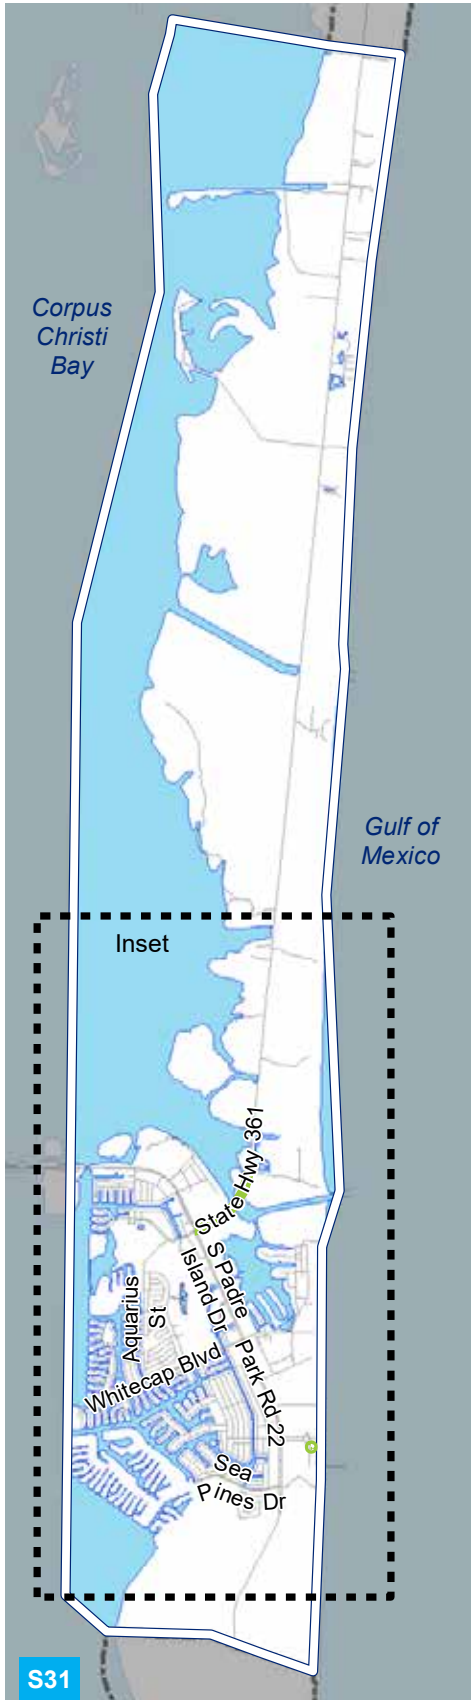 Corpus
Christi
Bay
Gulf of
Mexico
Inset
State Hwy 361
S Padre
Island Dr
Aquarius
St
Park Rd 22
Whitecap Blvd
Sea
Pines Dr
S31